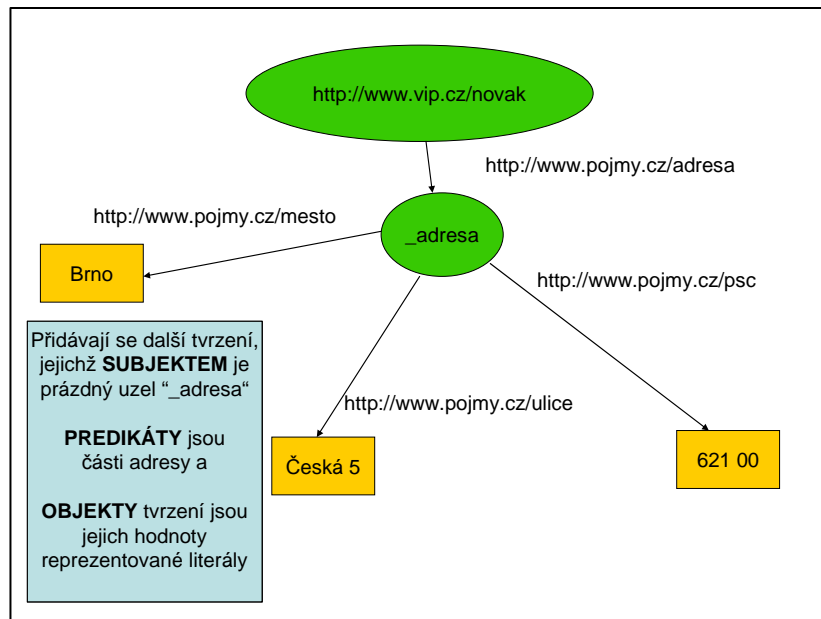 http://www.vip.cz/novak
http://www.pojmy.cz/adresa
http://www.pojmy.cz/mesto
_adresa
Brno
http://www.pojmy.cz/psc
Přidávají se další tvrzení,
jejichž SUBJEKTEM je
prázdný uzel “_adresa“
PREDIKÁTY jsou
části adresy a
OBJEKTY tvrzení jsou
jejich hodnoty
reprezentované literály
http://www.pojmy.cz/ulice
Česká 5
621 00